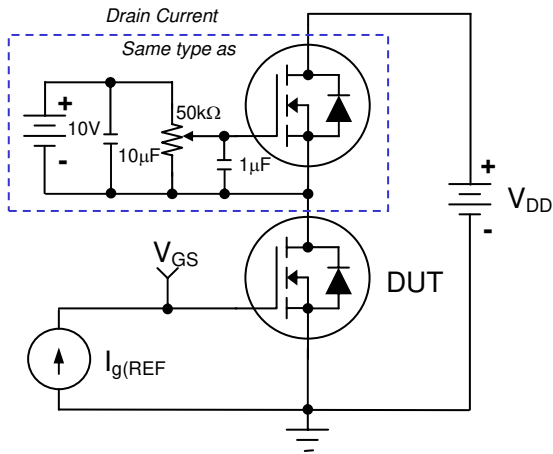 Drain Current
Same type as
+
10V
-
10μF
50kΩ
1μF
+
V_DD
-
V_GS
DUT
I_g(REF